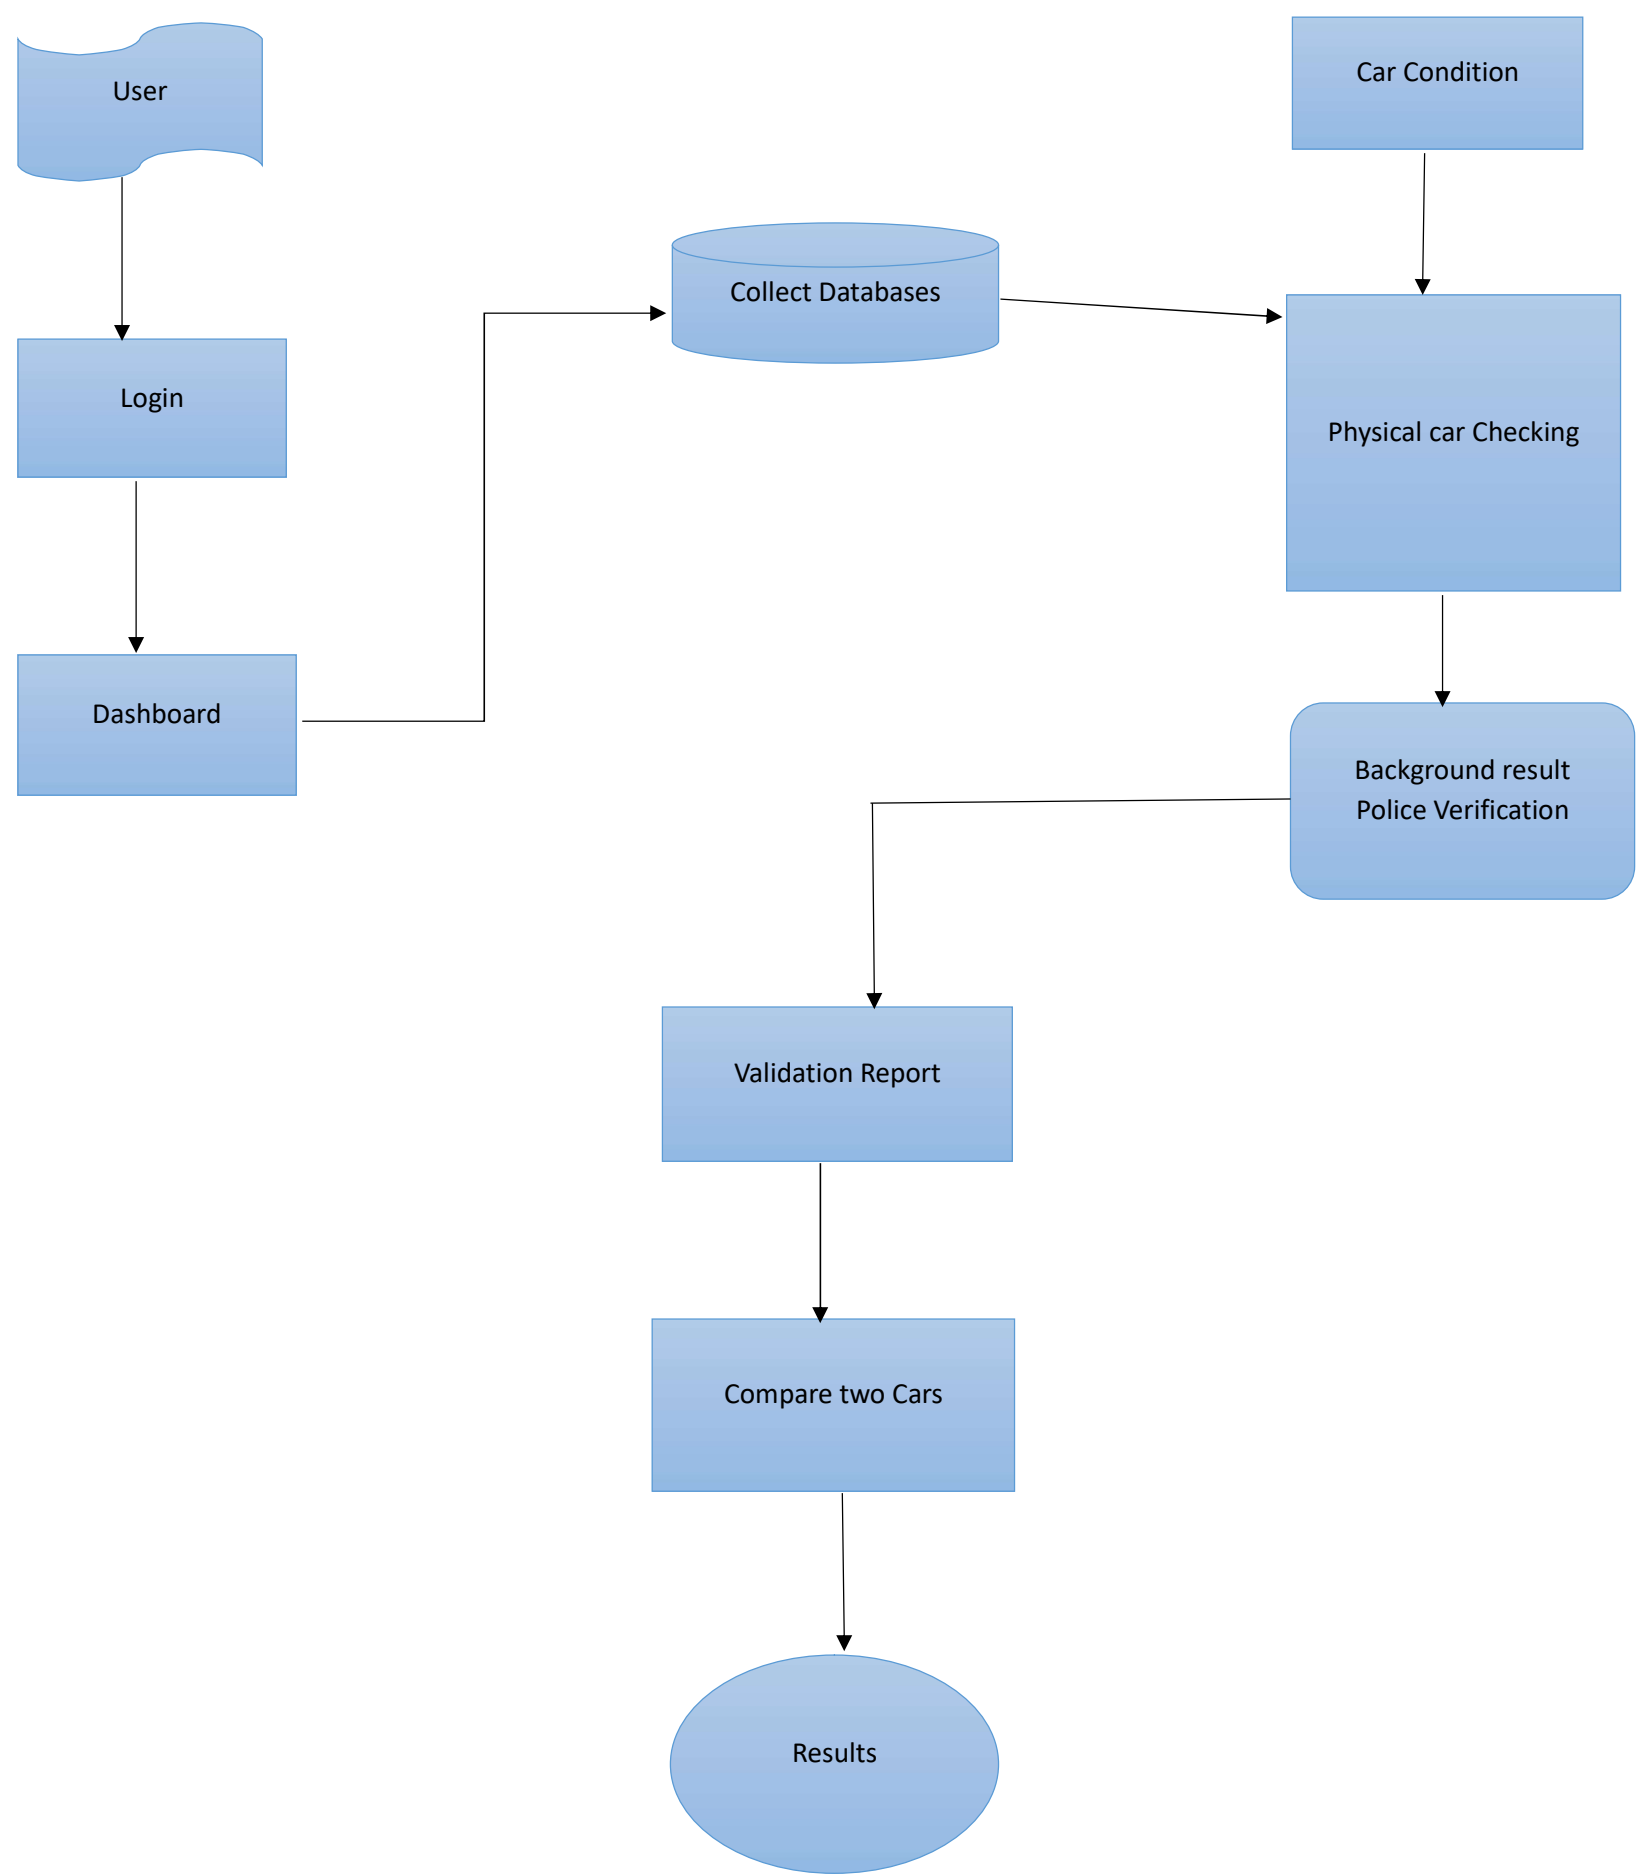 User
Car Condition
Collect Databases
Login
Physical car Checking
Dashboard
Background result
Police Verification
Validation Report
Compare two Cars
Results